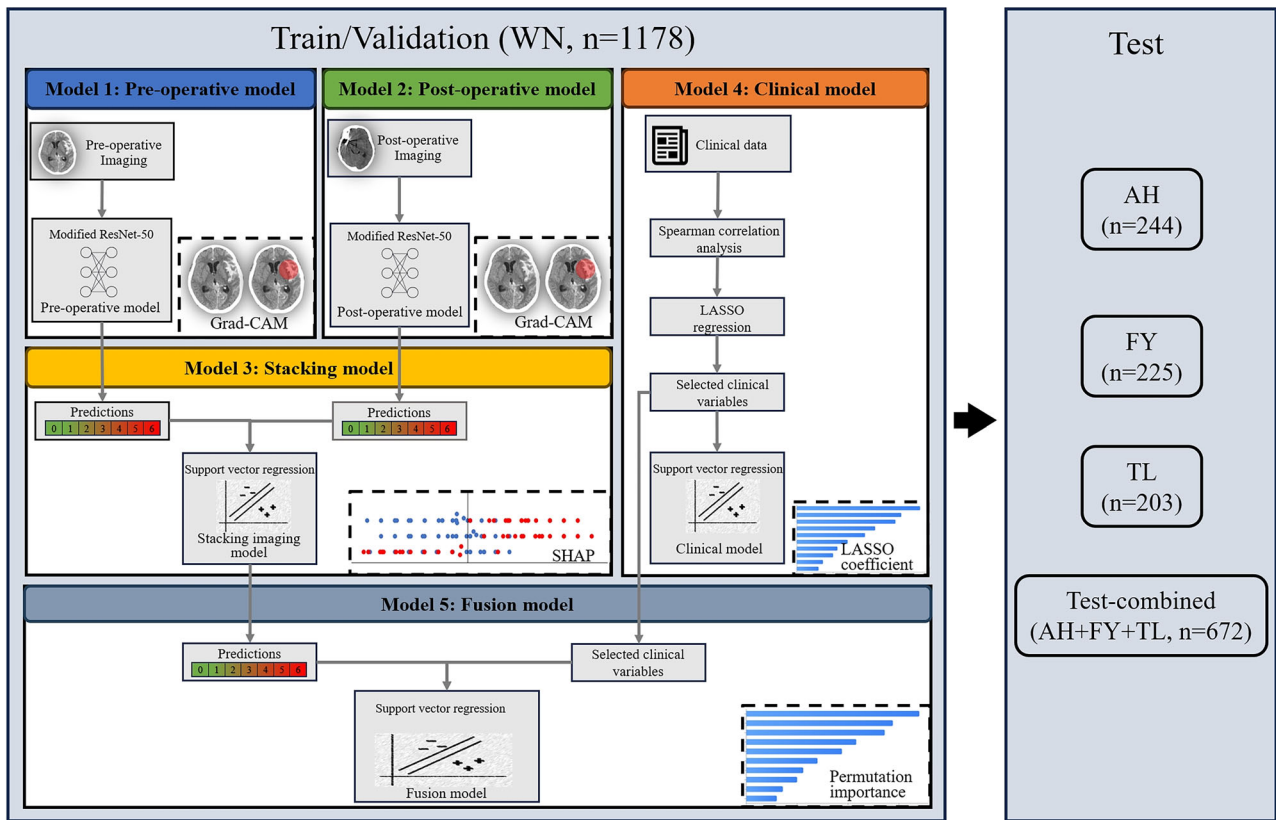 Train/Validation (WN, n=1178)
Model 1: Pre-operative model
Pre-operative
Imaging
Modified ResNet-50
Pre-operative model
Grad-CAM
Model 2: Post-operative model
Post-operative
Imaging
Modified ResNet-50
Post-operative model
Grad-CAM
Model 4: Clinical model
Clinical data
Spearman correlation
analysis
LASSO
regression
Selected clinical
variables
Support vector regression
Clinical model
LASSO
coefficient
Model 3: Stacking model
Predictions
0 1 2 3 4 5 6
Predictions
0 1 2 3 4 5 6
Support vector regression
Stacking imaging
model
SHAP
Model 5: Fusion model
Predictions
0 1 2 3 4 5 6
Selected clinical
variables
Support vector regression
Fusion model
Permutation
importance
Test
AH
(n=244)
FY
(n=225)
TL
(n=203)
Test-combined
(AH+FY+TL, n=672)